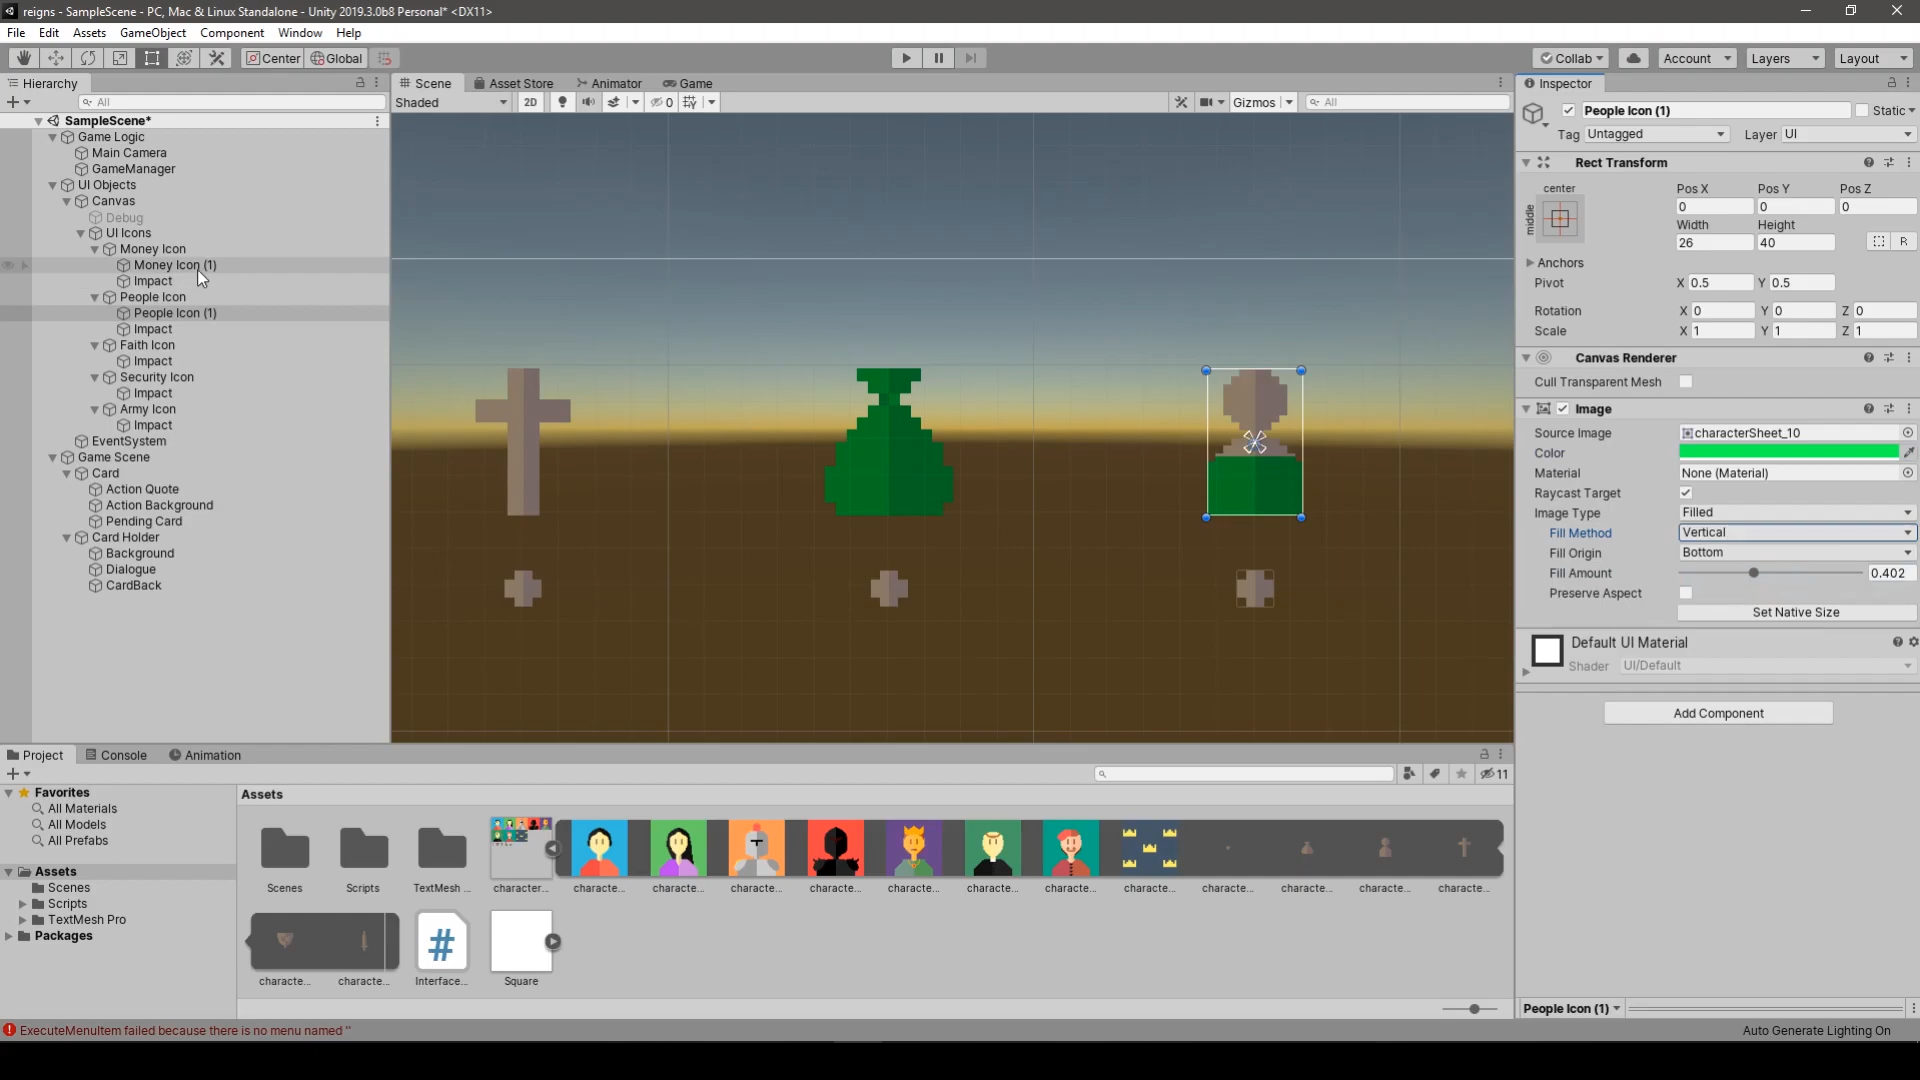 reigns - SampleScene - PC, Mac & Linux Standalone - Unity 2019.3.0b8 Personal* <DX11>
File Edit Assets GameObject Component Window Help
Center Global Collab Account Layers Layout
Hierarchy
All
SampleScene*
Game Logic
Main Camera
GameManager
UI Objects
Canvas
Debug
UI Icons
Money Icon
Money Icon (1)
Impact
People Icon
People Icon (1)
Impact
Faith Icon
Impact
Security Icon
Impact
Army Icon
Impact
EventSystem
Game Scene
Card
Action Quote
Action Background
Pending Card
Card Holder
Background
Dialogue
CardBack
Scene Asset Store Animator Game
Shaded 2D 0 Gizmos All
Inspector
People Icon (1) Static
Tag Untagged Layer UI
Rect Transform
center
middle
Pos X Pos Y Pos Z
0 0 0
Width Height
26 40 R
Anchors
Pivot X 0.5 Y 0.5
Rotation X 0 Y 0 Z 0
Scale X 1 Y 1 Z 1
Canvas Renderer
Cull Transparent Mesh
Image
Source Image characterSheet_10
Color
Material None (Material)
Raycast Target
Image Type Filled
Fill Method Vertical
Fill Origin Bottom
Fill Amount 0.402
Preserve Aspect
Set Native Size
Default UI Material
Shader UI/Default
Add Component
People Icon (1)
Project Console Animation
11
Favorites
All Materials
All Models
All Prefabs
Assets
Scenes
Scripts
TextMesh Pro
Packages
Assets
Scenes Scripts TextMesh ... character... characte... characte... characte... characte... characte... characte... characte... characte... characte... characte... characte... characte...
characte... characte... Interface... Square
#
ExecuteMenuItem failed because there is no menu named ''
Auto Generate Lighting On